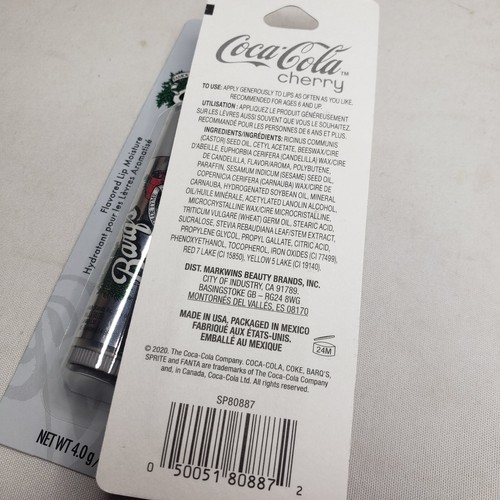 Coca-Cola™
cherry
TO USE: APPLY GENEROUSLY TO LIPS AS OFTEN AS YOU LIKE.
RECOMMENDED FOR AGES 6 AND UP.
UTILISATION : APPLIQUEZ LE PRODUIT GÉNÉREUSEMENT
SUR LES LÈVRES AUSSI SOUVENT QUE VOUS LE SOUHAITEZ.
RECOMMANDÉ POUR LES PERSONNES DE 6 ANS ET PLUS.
INGREDIENTS/INGRÉDIENTS: RICINUS COMMUNIS
(CASTOR) SEED OIL, CETYL ACETATE, BEESWAX/CIRE
D'ABEILLE, EUPHORBIA CERIFERA (CANDELILLA) WAX/CIRE
DE CANDELILLA, FLAVOR/AROMA, POLYBUTENE,
PARAFFIN, SESAMUM INDICUM (SESAME) SEED OIL,
COPERNICIA CERIFERA (CARNAUBA) WAX/CIRE DE
CARNAUBA, HYDROGENATED SOYBEAN OIL, MINERAL
OIL/HUILE MINÉRALE, ACETYLATED LANOLIN ALCOHOL,
MICROCRYSTALLINE WAX/CIRE MICROCRISTALLINE,
TRITICUM VULGARE (WHEAT) GERM OIL, STEARIC ACID,
SUCRALOSE, STEVIA REBAUDIANA LEAF/STEM EXTRACT,
PROPYLENE GLYCOL, PROPYL GALLATE, CITRIC ACID,
PHENOXYETHANOL, TOCOPHEROL, IRON OXIDES (CI 77499),
RED 7 LAKE (CI 15850), YELLOW 5 LAKE (CI 19140).
DIST. MARKWINS BEAUTY BRANDS, INC.
CITY OF INDUSTRY, CA 91789.
BASINGSTOKE GB – RG24 8WG
MONTORNÉS DEL VALLÉS, ES 08170
MADE IN USA. PACKAGED IN MEXICO
FABRIQUÉ AUX ÉTATS-UNIS.
EMBALLÉ AU MEXIQUE
24M
© 2020. The Coca-Cola Company. COCA-COLA, COKE, BARQ'S,
SPRITE and FANTA are trademarks of The Coca-Cola Company
and, in Canada, Coca-Cola Ltd. All rights reserved.
SP80887
0 50051 80887 2
Flavored Lip Moisture
Hydratant pour les Lèvres Aromatisé
Barq's
NET WT 4.0 g/